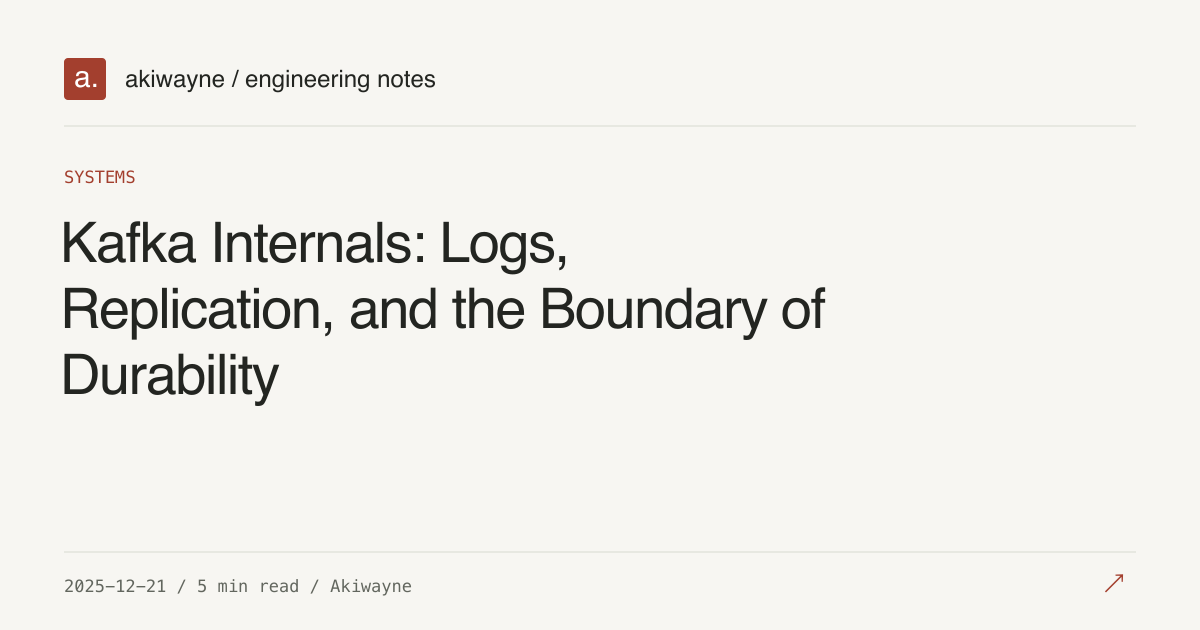 a.
akiwayne / engineering notes
SYSTEMS
Kafka Internals: Logs,
Replication, and the Boundary of
Durability
2025–12–21 / 5 min read / Akiwayne